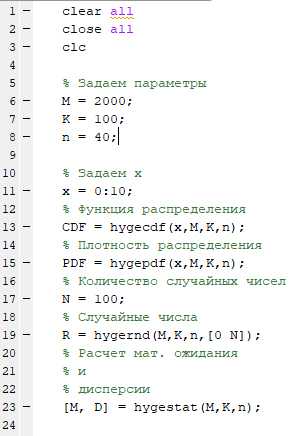 1 clear all
2 close all
3 clc
4
5 % Задаем параметры
6 M = 2000;
7 K = 100;
8 n = 40;
9
10 % Задаем x
11 x = 0:10;
12 % Функция распределения
13 CDF = hygecdf(x,M,K,n);
14 % Плотность распределения
15 PDF = hygepdf(x,M,K,n);
16 % Количество случайных чисел
17 N = 100;
18 % Случайные числа
19 R = hygernd(M,K,n,[0 N]);
20 % Расчет мат. ожидания
21 % и
22 % дисперсии
23 [M, D] = hygestat(M,K,n);
24